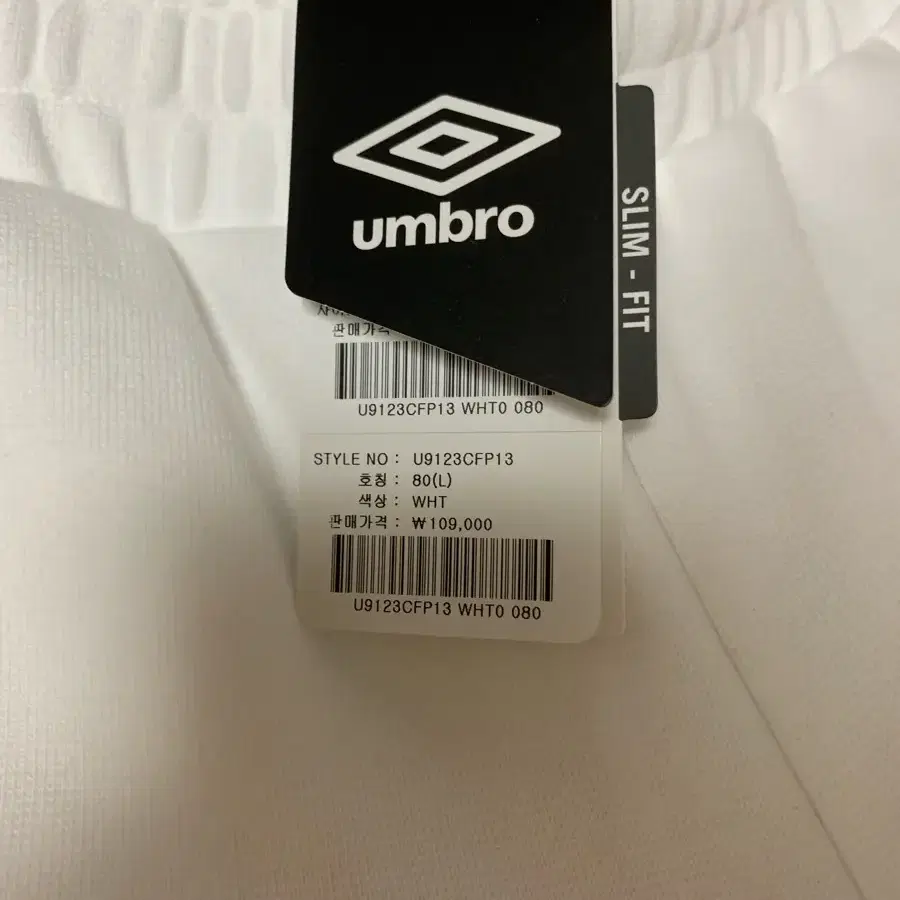 umbro
SLIM - FIT
판매가격
U9123CFP13 WHT0 080
STYLE NO : U9123CFP13
호칭 : 80(L)
색상 : WHT
판매가격 : ₩109,000
U9123CFP13 WHT0 080